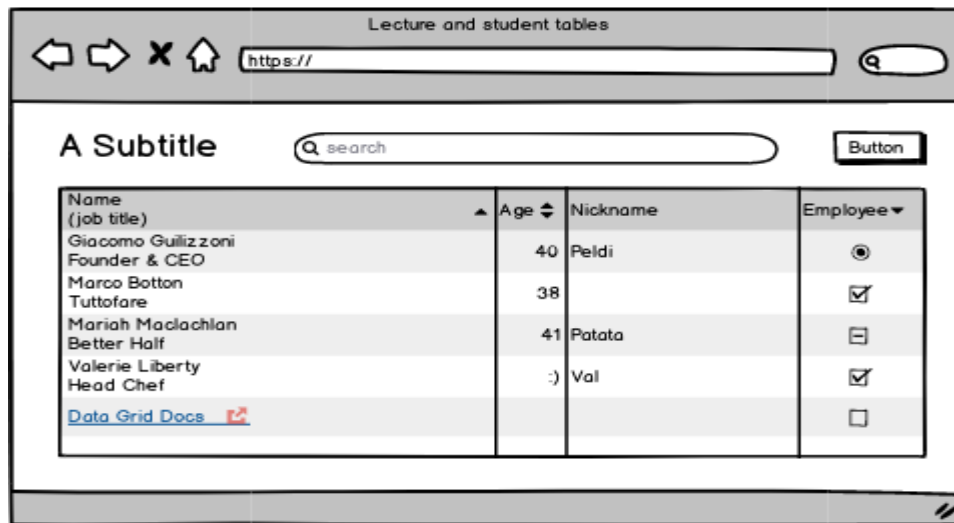 Lecture and student tables
https://
A Subtitle
search
Button
Name
(job title)
Age
Nickname
Employee
Giacomo Guilizzoni
Founder & CEO
40
Peldi
Marco Botton
Tuttofare
38
Mariah Maclachlan
Better Half
41
Patata
Valerie Liberty
Head Chef
:)
Val
Data Grid Docs